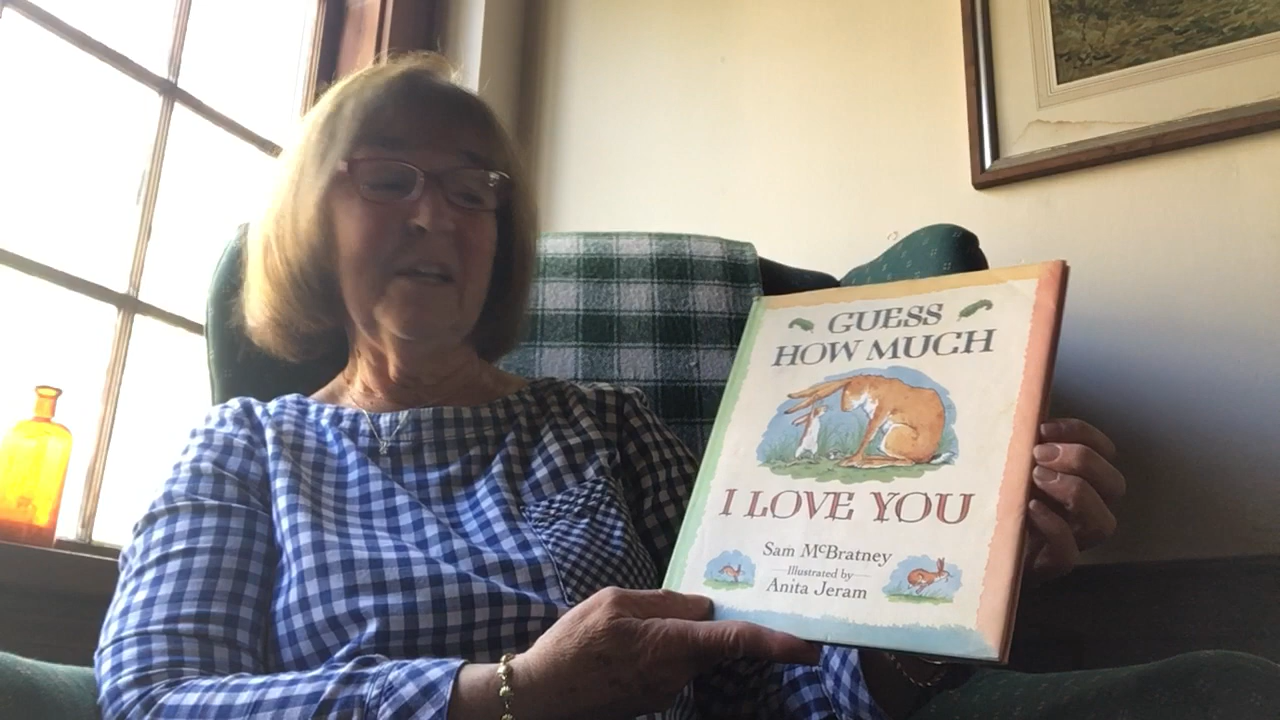 GUESS
HOW MUCH
I LOVE YOU
Sam McBratney
Illustrated by
Anita Jeram